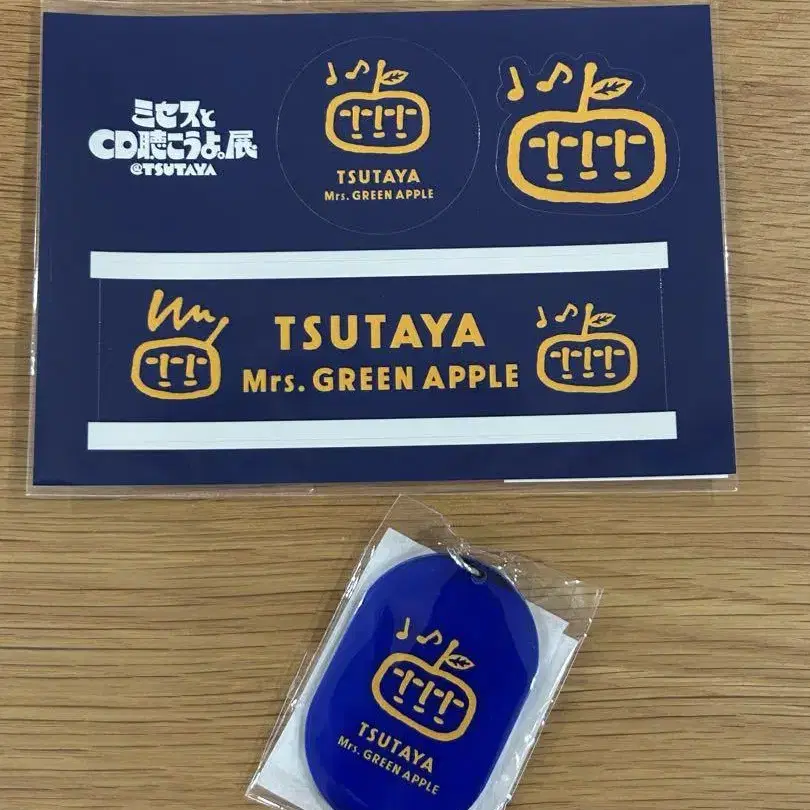 ミセスと
CD聴こうよ。展
@TSUTAYA
TSUTAYA
Mrs. GREEN APPLE
TSUTAYA
Mrs. GREEN APPLE
TSUTAYA
Mrs. GREEN APPLE